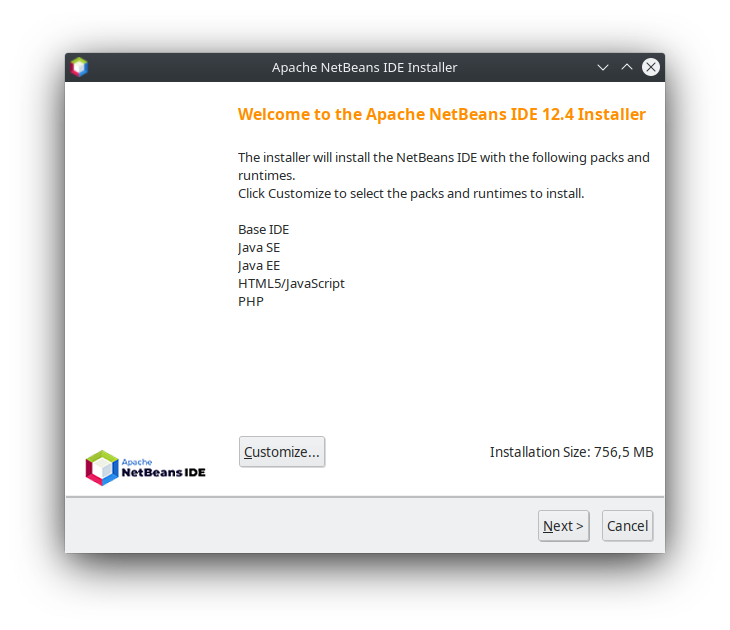 Apache NetBeans IDE Installer
Welcome to the Apache NetBeans IDE 12.4 Installer
The installer will install the NetBeans IDE with the following packs and
runtimes.
Click Customize to select the packs and runtimes to install.
Base IDE
Java SE
Java EE
HTML5/JavaScript
PHP
Customize...
Installation Size: 756,5 MB
Apache
NetBeans IDE
Next >
Cancel